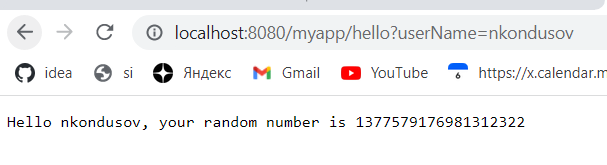 localhost:8080/myapp/hello?userName=nkondusov
idea si Яндекс Gmail YouTube 6 https://x.calendar.m
Hello nkondusov, your random number is 1377579176981312322